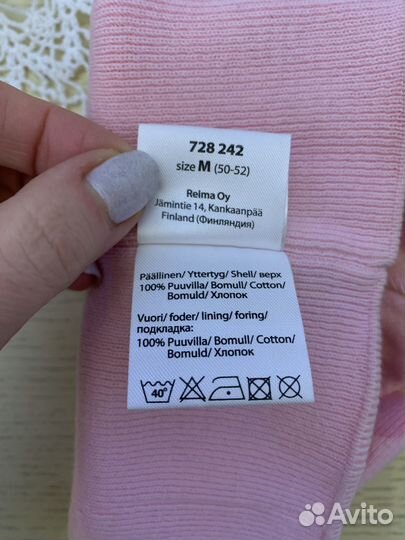 728 242
size M (50-52)
Relma Oy
Jämintie 14, Kankaanpää
Finland (Финляндия)
Päällinen/ Yttertyg/ Shell/ верх
100% Puuvilla/ Bomull/ Cotton/
Bomuld/ Хлопок
Vuori/ foder/ lining/ foring/
подкладка:
100% Puuvilla/ Bomull/ Cotton/
Bomuld/ Хлопок
40°
Avito